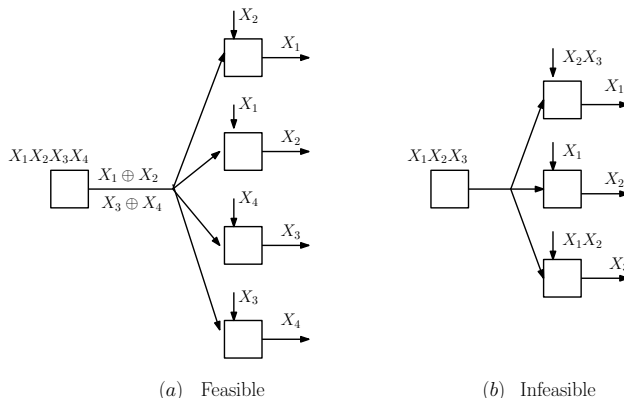 X₂
X₁
X₁
X₂
X₁X₂X₃X₄
X₁ ⊕ X₂
X₃ ⊕ X₄
X₄
X₃
X₃
X₄
(a) Feasible
X₂X₃
X₁
X₁X₂X₃
X₁
X₂
X₁X₂
(b) Infeasible